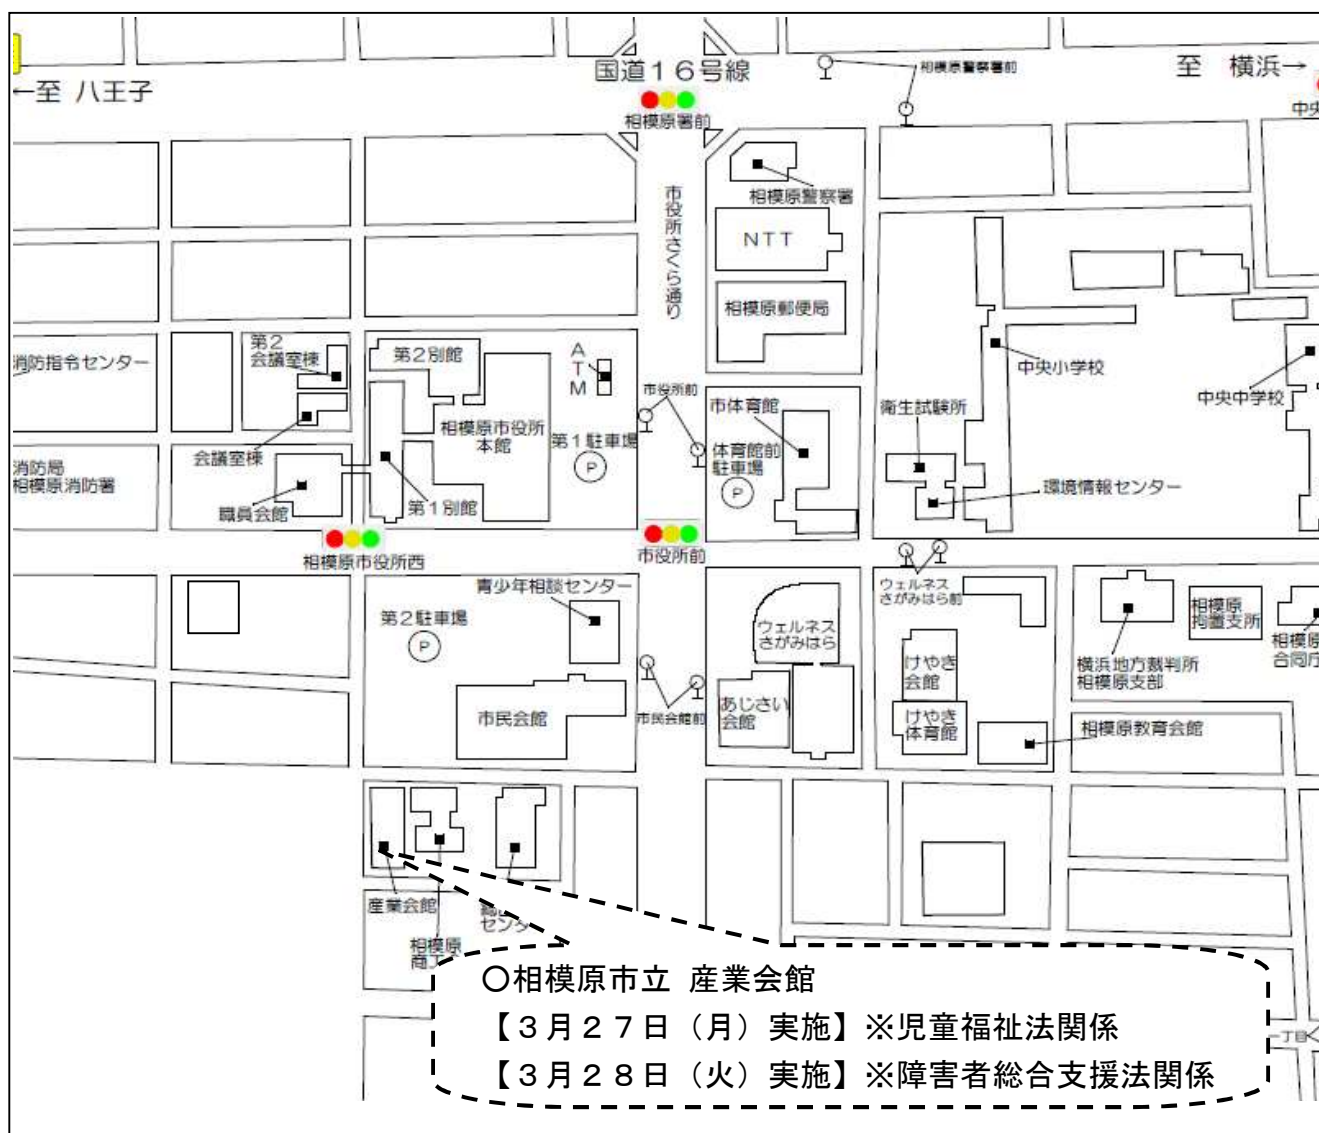 国道16号線
←至 八王子
至 横浜→
相模原警察署前
相模原署前
市役所さくら通り
相模原警察署
NTT
相模原郵便局
消防指令センター
第2
会議室棟
第2別館
ATM
市役所前
中央小学校
中央中学校
会議室棟
相模原市役所
本館
第1駐車場
P
市体育館
体育館前
駐車場
P
衛生試験所
環境情報センター
消防局
相模原消防署
職員会館
第1別館
相模原市役所西
市役所前
青少年相談センター
第2駐車場
P
ウェルネス
さがみはら
ウェルネス
さがみはら前
けやき
会館
横浜地方裁判所
相模原支部
相模原
拘置支所
相模原
市民会館
市民会館前
あじさい
会館
けやき
体育館
相模原教育会館
産業会館
相模原
○相模原市立 産業会館
【3月27日(月)実施】※児童福祉法関係
【3月28日(火)実施】※障害者総合支援法関係
丁目